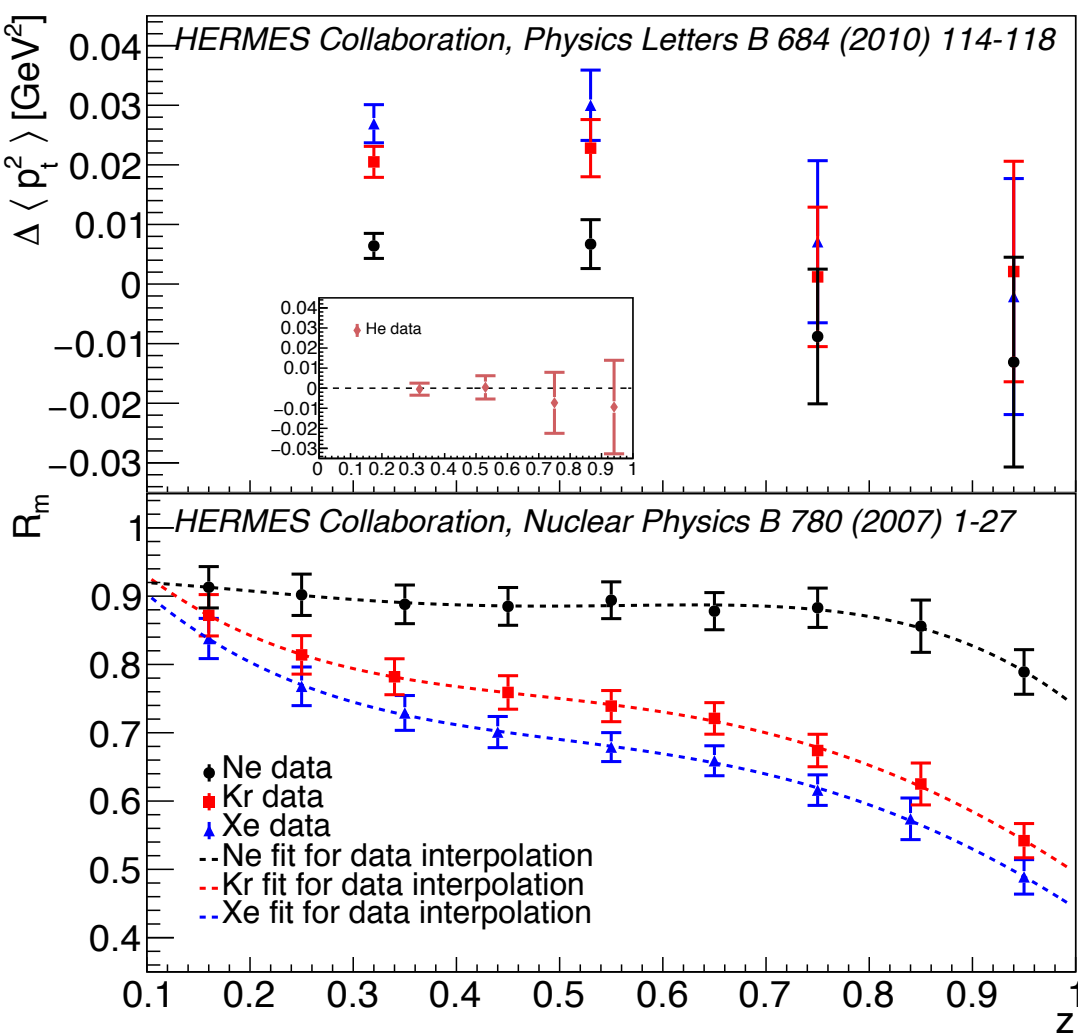 HERMES Collaboration, Physics Letters B 684 (2010) 114-118
Δ ⟨ p_t^2 ⟩ [GeV^2]
0.04
0.03
0.02
0.01
0
−0.01
−0.02
−0.03
He data
0.04
0.03
0.02
0.01
0
−0.01
−0.02
−0.03
0 0.1 0.2 0.3 0.4 0.5 0.6 0.7 0.8 0.9 1
HERMES Collaboration, Nuclear Physics B 780 (2007) 1-27
R_m
1
0.9
0.8
0.7
0.6
0.5
0.4
Ne data
Kr data
Xe data
Ne fit for data interpolation
Kr fit for data interpolation
Xe fit for data interpolation
0.1 0.2 0.3 0.4 0.5 0.6 0.7 0.8 0.9 1
z